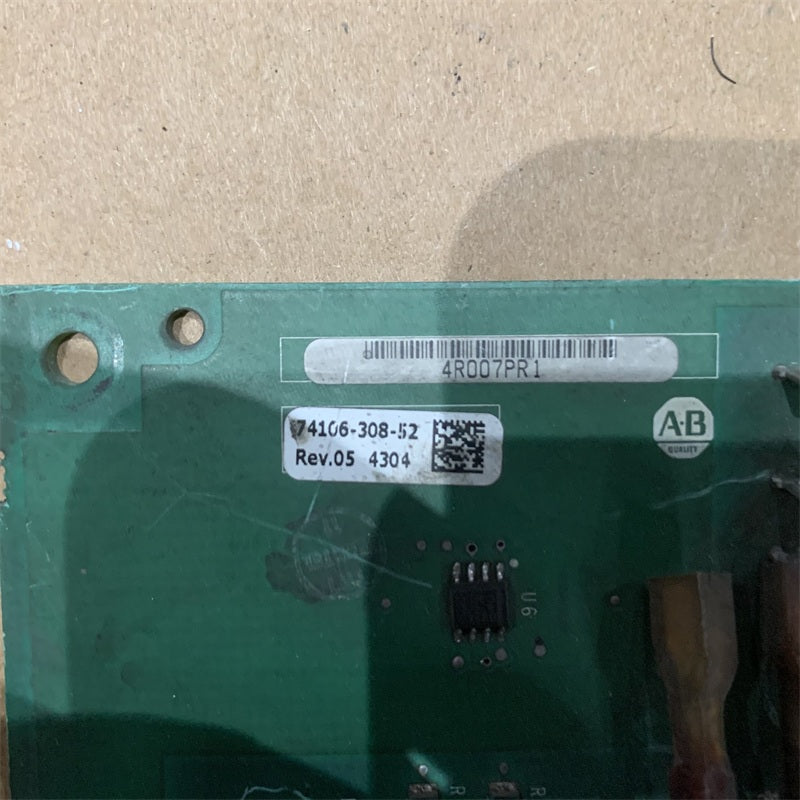 4R007PR1
74106-308-52
Rev.05 4304
A-B
QUALITY
U6
R
R